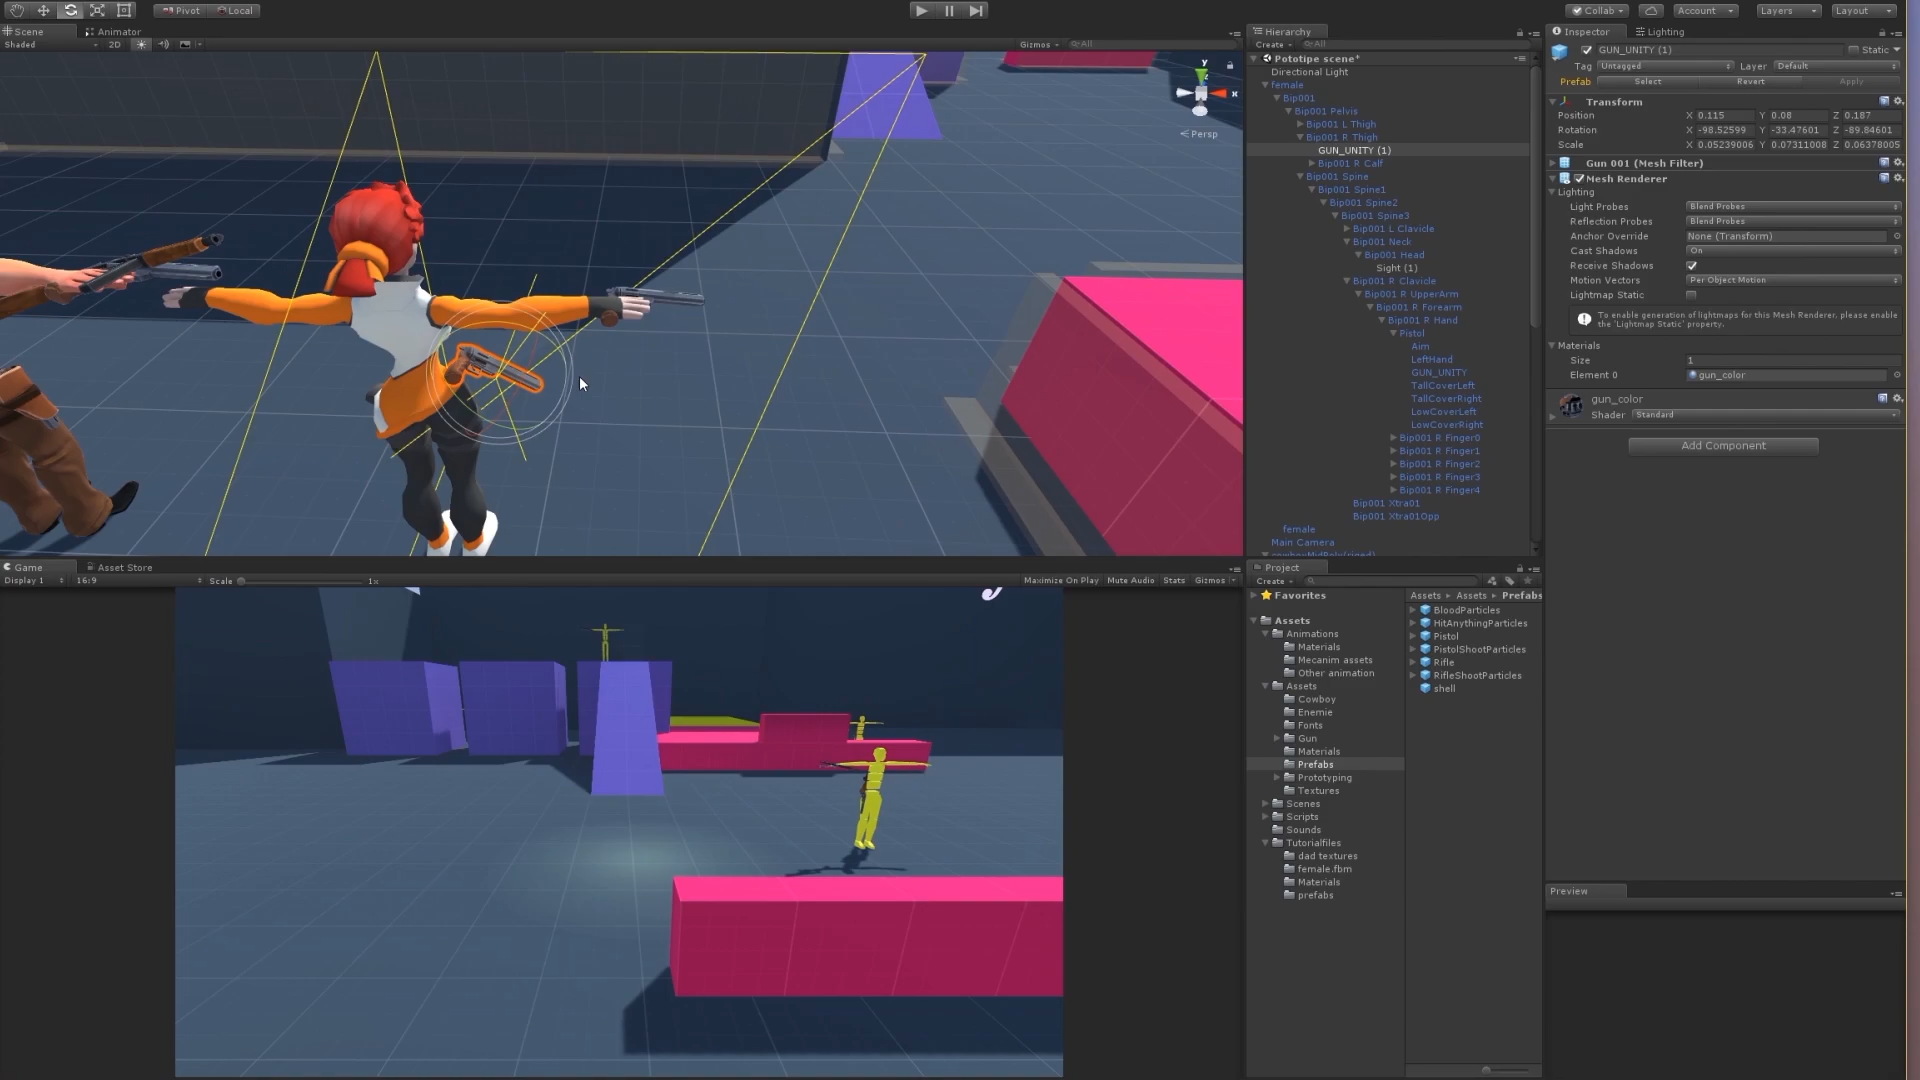 Pivot Local Collab Account Layers Layout
Scene Animator
Shaded 2D Gizmos All
y
x
Persp
Game Asset Store
Display 1 16:9 Scale 1x Maximize On Play Mute Audio Stats Gizmos
Hierarchy
Create All
Pototipe scene*
Directional Light
female
Bip001
Bip001 Pelvis
Bip001 L Thigh
Bip001 R Thigh
GUN_UNITY (1)
Bip001 R Calf
Bip001 Spine
Bip001 Spine1
Bip001 Spine2
Bip001 Spine3
Bip001 L Clavicle
Bip001 Neck
Bip001 Head
Sight (1)
Bip001 R Clavicle
Bip001 R UpperArm
Bip001 R Forearm
Bip001 R Hand
Pistol
Aim
LeftHand
GUN_UNITY
TallCoverLeft
TallCoverRight
LowCoverLeft
LowCoverRight
Bip001 R Finger0
Bip001 R Finger1
Bip001 R Finger2
Bip001 R Finger3
Bip001 R Finger4
Bip001 Xtra01
Bip001 Xtra01Opp
female
Main Camera
Project
Create
Favorites
Assets
Animations
Materials
Mecanim assets
Other animation
Assets
Cowboy
Enemie
Fonts
Gun
Materials
Prefabs
Prototyping
Textures
Scenes
Scripts
Sounds
Tutorialfiles
dad textures
female.fbm
Materials
prefabs
Assets Assets Prefabs
BloodParticles
HitAnythingParticles
Pistol
PistolShootParticles
Rifle
RifleShootParticles
shell
Inspector Lighting
GUN_UNITY (1) Static
Tag Untagged Layer Default
Prefab Select Revert Apply
Transform
Position X 0.115 Y 0.08 Z 0.187
Rotation X -98.52599 Y -33.47601 Z -89.84601
Scale X 0.05239006 Y 0.07311008 Z 0.06378005
Gun 001 (Mesh Filter)
Mesh Renderer
Lighting
Light Probes Blend Probes
Reflection Probes Blend Probes
Anchor Override None (Transform)
Cast Shadows On
Receive Shadows
Motion Vectors Per Object Motion
Lightmap Static
To enable generation of lightmaps for this Mesh Renderer, please enable
the 'Lightmap Static' property.
Materials
Size 1
Element 0 gun_color
gun_color
Shader Standard
Add Component
Preview